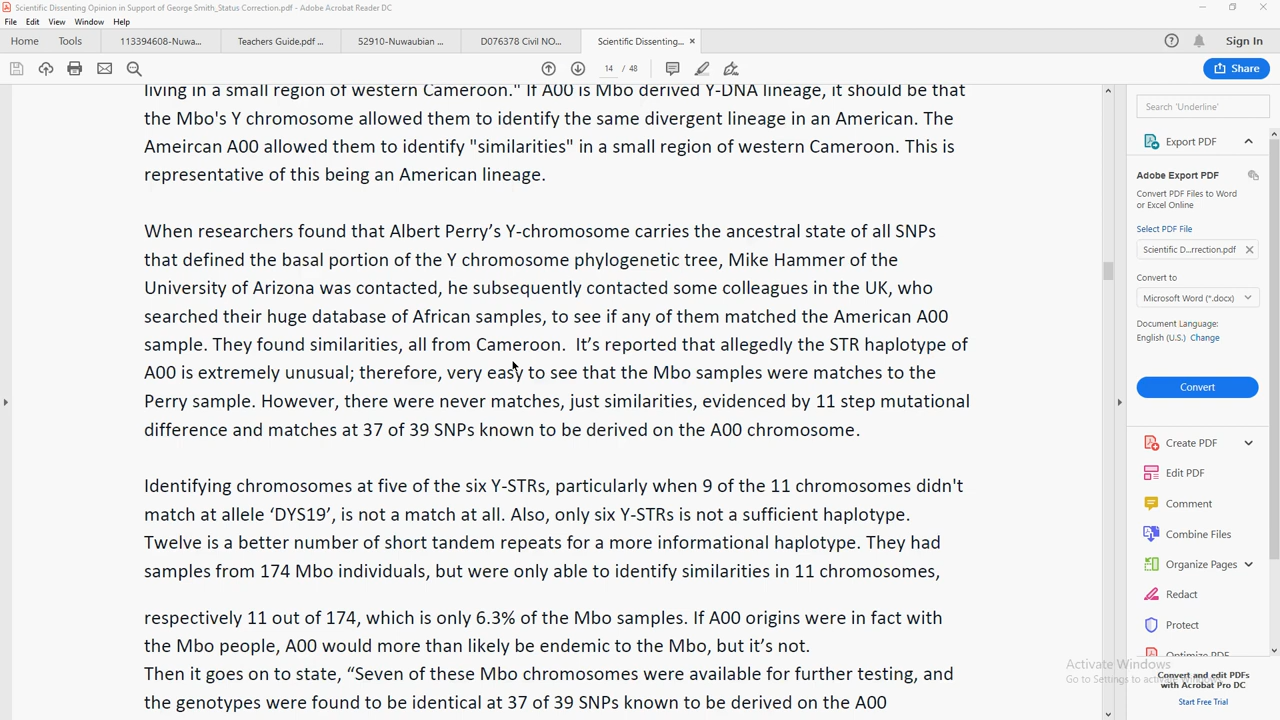 Scientific Dissenting Opinion in Support of George Smith_Status Correction.pdf - Adobe Acrobat Reader DC
File Edit View Window Help
Home Tools 113394608-Nuwa... Teachers Guide.pdf ... 52910-Nuwaubian ... D076378 Civil NO... Scientific Dissenting... × Sign In
14 / 48 Share
living in a small region of western Cameroon." If A00 is Mbo derived Y-DNA lineage, it should be that
the Mbo's Y chromosome allowed them to identify the same divergent lineage in an American. The
Ameircan A00 allowed them to identify "similarities" in a small region of western Cameroon. This is
representative of this being an American lineage.
When researchers found that Albert Perry's Y-chromosome carries the ancestral state of all SNPs
that defined the basal portion of the Y chromosome phylogenetic tree, Mike Hammer of the
University of Arizona was contacted, he subsequently contacted some colleagues in the UK, who
searched their huge database of African samples, to see if any of them matched the American A00
sample. They found similarities, all from Cameroon.  It's reported that allegedly the STR haplotype of
A00 is extremely unusual; therefore, very easy to see that the Mbo samples were matches to the
Perry sample. However, there were never matches, just similarities, evidenced by 11 step mutational
difference and matches at 37 of 39 SNPs known to be derived on the A00 chromosome.
Identifying chromosomes at five of the six Y-STRs, particularly when 9 of the 11 chromosomes didn't
match at allele 'DYS19', is not a match at all. Also, only six Y-STRs is not a sufficient haplotype.
Twelve is a better number of short tandem repeats for a more informational haplotype. They had
samples from 174 Mbo individuals, but were only able to identify similarities in 11 chromosomes,
respectively 11 out of 174, which is only 6.3% of the Mbo samples. If A00 origins were in fact with
the Mbo people, A00 would more than likely be endemic to the Mbo, but it's not.
Then it goes on to state, "Seven of these Mbo chromosomes were available for further testing, and
the genotypes were found to be identical at 37 of 39 SNPs known to be derived on the A00
Search 'Underline'
Export PDF
Adobe Export PDF
Convert PDF Files to Word
or Excel Online
Select PDF File
Scientific D...rrection.pdf
Convert to
Microsoft Word (*.docx)
Document Language:
English (U.S.) Change
Convert
Create PDF
Edit PDF
Comment
Combine Files
Organize Pages
Redact
Protect
Optimize PDF
Activate Windows
Go to Settings to activate
Convert and edit PDFs
with Acrobat Pro DC
Start Free Trial